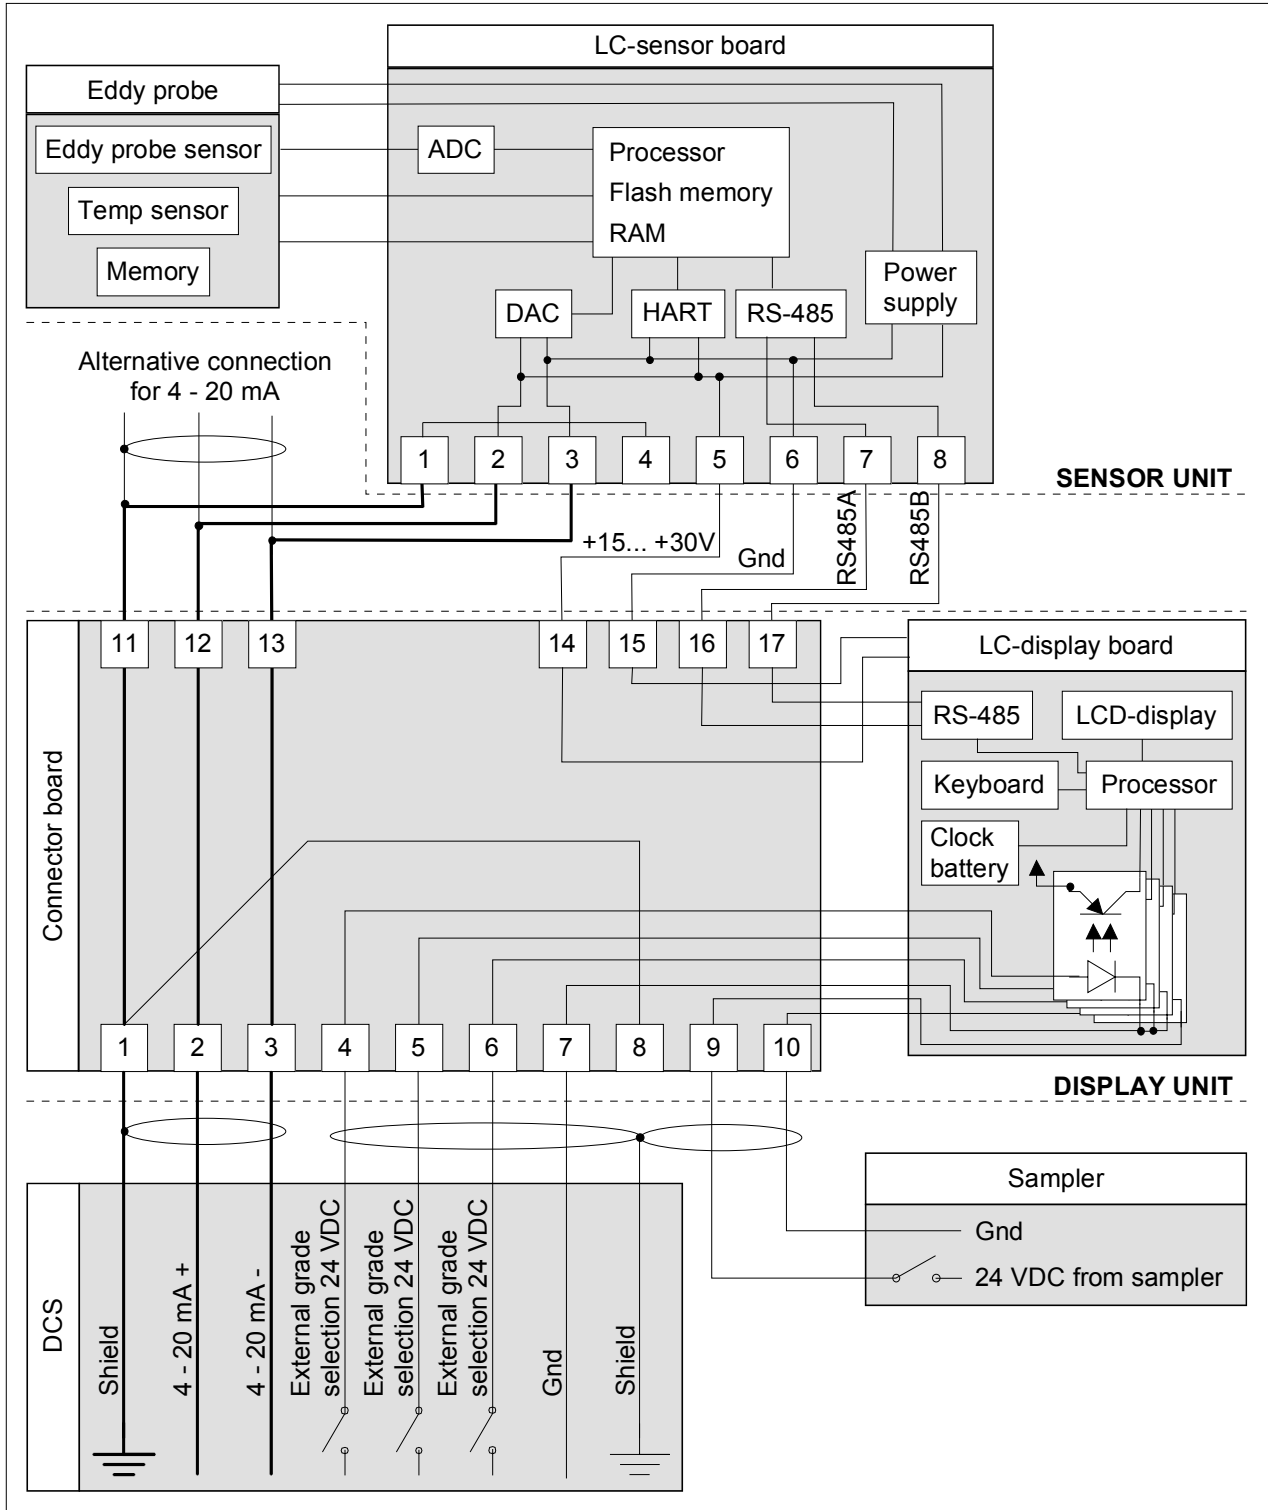 LC-sensor board
Eddy probe
Eddy probe sensor
Temp sensor
Memory
ADC
Processor
Flash memory
RAM
DAC
HART
RS-485
Power
supply
Alternative connection
for 4 - 20 mA
1
2
3
4
5
6
7
8
SENSOR UNIT
+15... +30V
Gnd
RS485A
RS485B
11
12
13
14
15
16
17
Connector board
LC-display board
RS-485
LCD-display
Keyboard
Processor
Clock
battery
1
2
3
4
5
6
7
8
9
10
DISPLAY UNIT
DCS
Shield
4 - 20 mA +
4 - 20 mA -
External grade
selection 24 VDC
External grade
selection 24 VDC
External grade
selection 24 VDC
Gnd
Shield
Sampler
Gnd
24 VDC from sampler